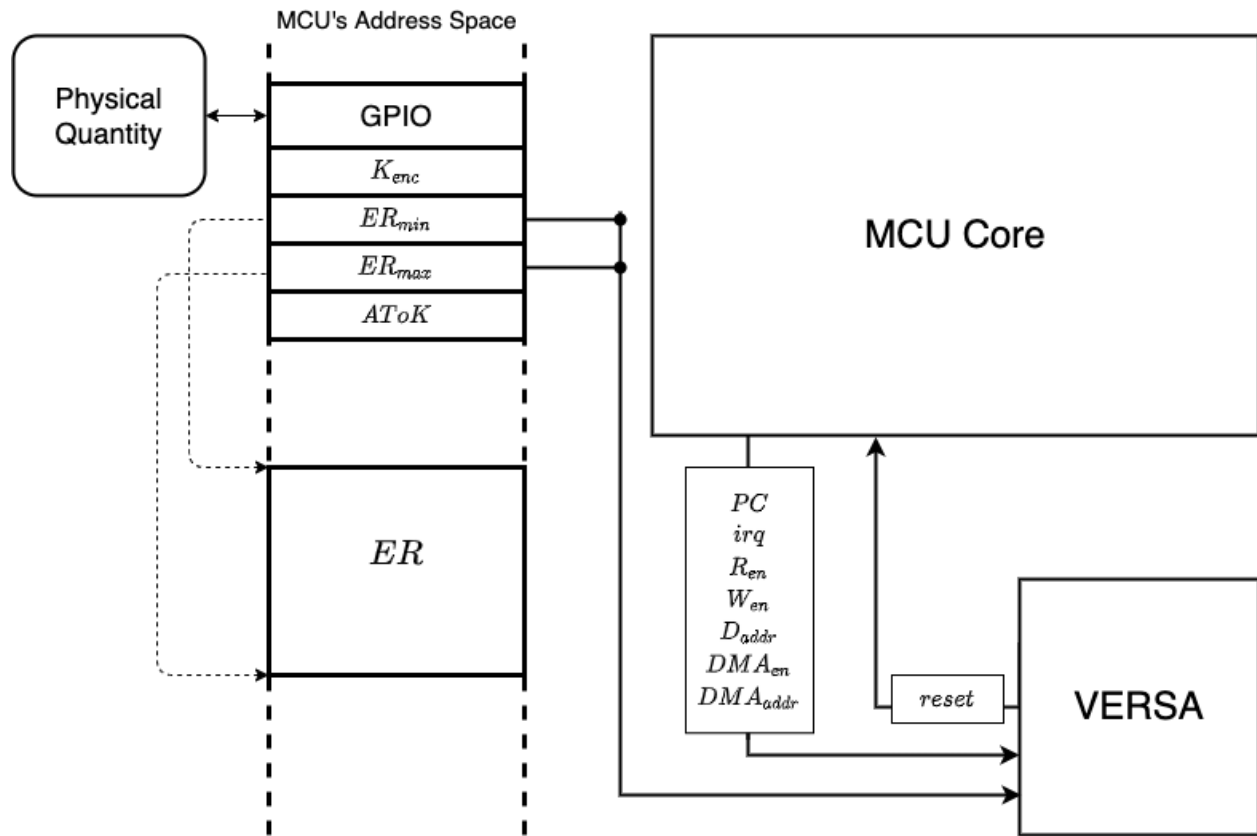 MCU's Address Space
Physical
Quantity
GPIO
K_enc
ER_min
ER_max
AToK
ER
MCU Core
PC
irq
R_en
W_en
D_addr
DMA_en
DMA_addr
reset
VERSA